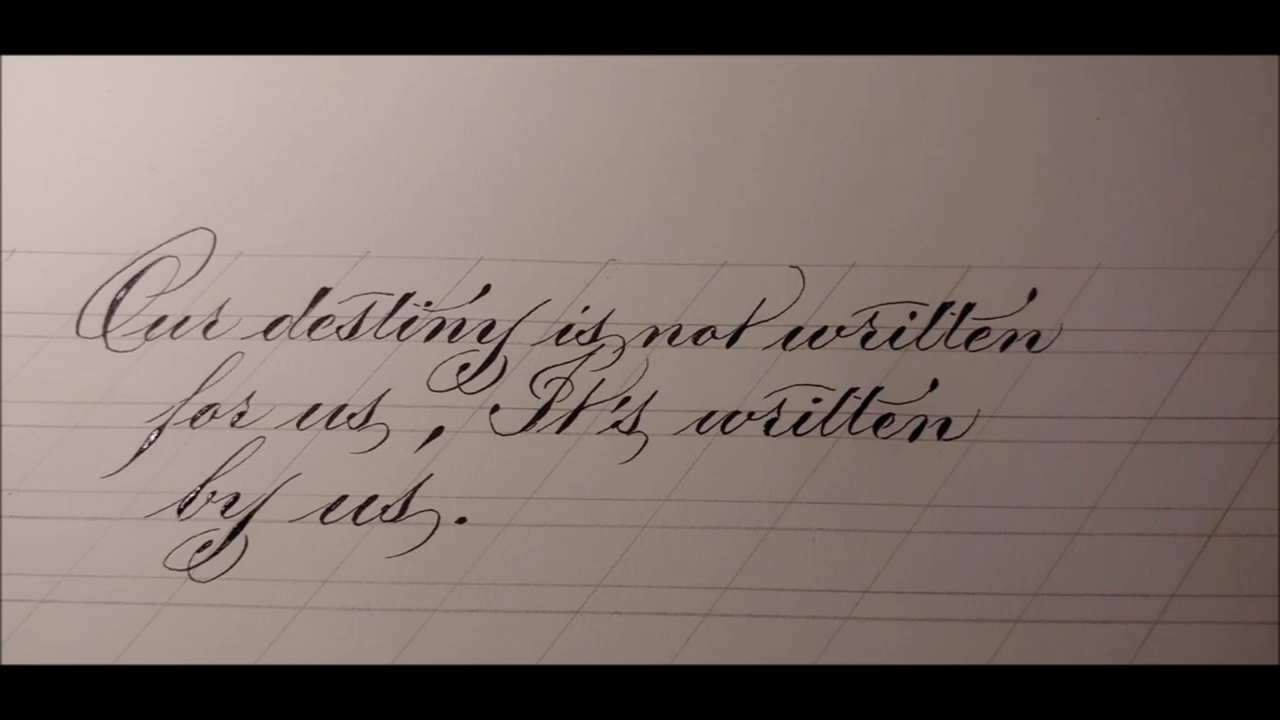 Our destiny is not written
for us, It's written
by us.